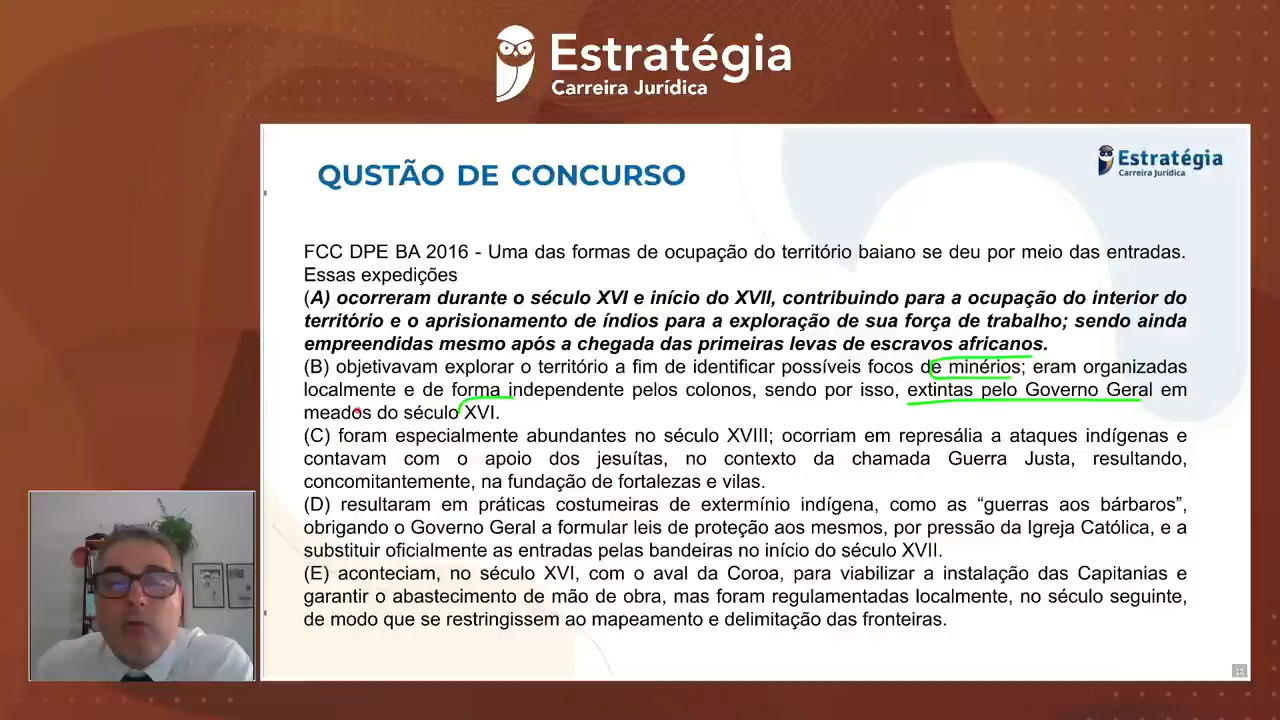 Estratégia
Carreira Jurídica
Estratégia
Carreira Jurídica
QUSTÃO DE CONCURSO
FCC DPE BA 2016 - Uma das formas de ocupação do território baiano se deu por meio das entradas.
Essas expedições
(A) ocorreram durante o século XVI e início do XVII, contribuindo para a ocupação do interior do
território e o aprisionamento de índios para a exploração de sua força de trabalho; sendo ainda
empreendidas mesmo após a chegada das primeiras levas de escravos africanos.
(B) objetivavam explorar o território a fim de identificar possíveis focos de minérios; eram organizadas
localmente e de forma independente pelos colonos, sendo por isso, extintas pelo Governo Geral em
meados do século XVI.
(C) foram especialmente abundantes no século XVIII; ocorriam em represália a ataques indígenas e
contavam com o apoio dos jesuítas, no contexto da chamada Guerra Justa, resultando,
concomitantemente, na fundação de fortalezas e vilas.
(D) resultaram em práticas costumeiras de extermínio indígena, como as “guerras aos bárbaros”,
obrigando o Governo Geral a formular leis de proteção aos mesmos, por pressão da Igreja Católica, e a
substituir oficialmente as entradas pelas bandeiras no início do século XVII.
(E) aconteciam, no século XVI, com o aval da Coroa, para viabilizar a instalação das Capitanias e
garantir o abastecimento de mão de obra, mas foram regulamentadas localmente, no século seguinte,
de modo que se restringissem ao mapeamento e delimitação das fronteiras.